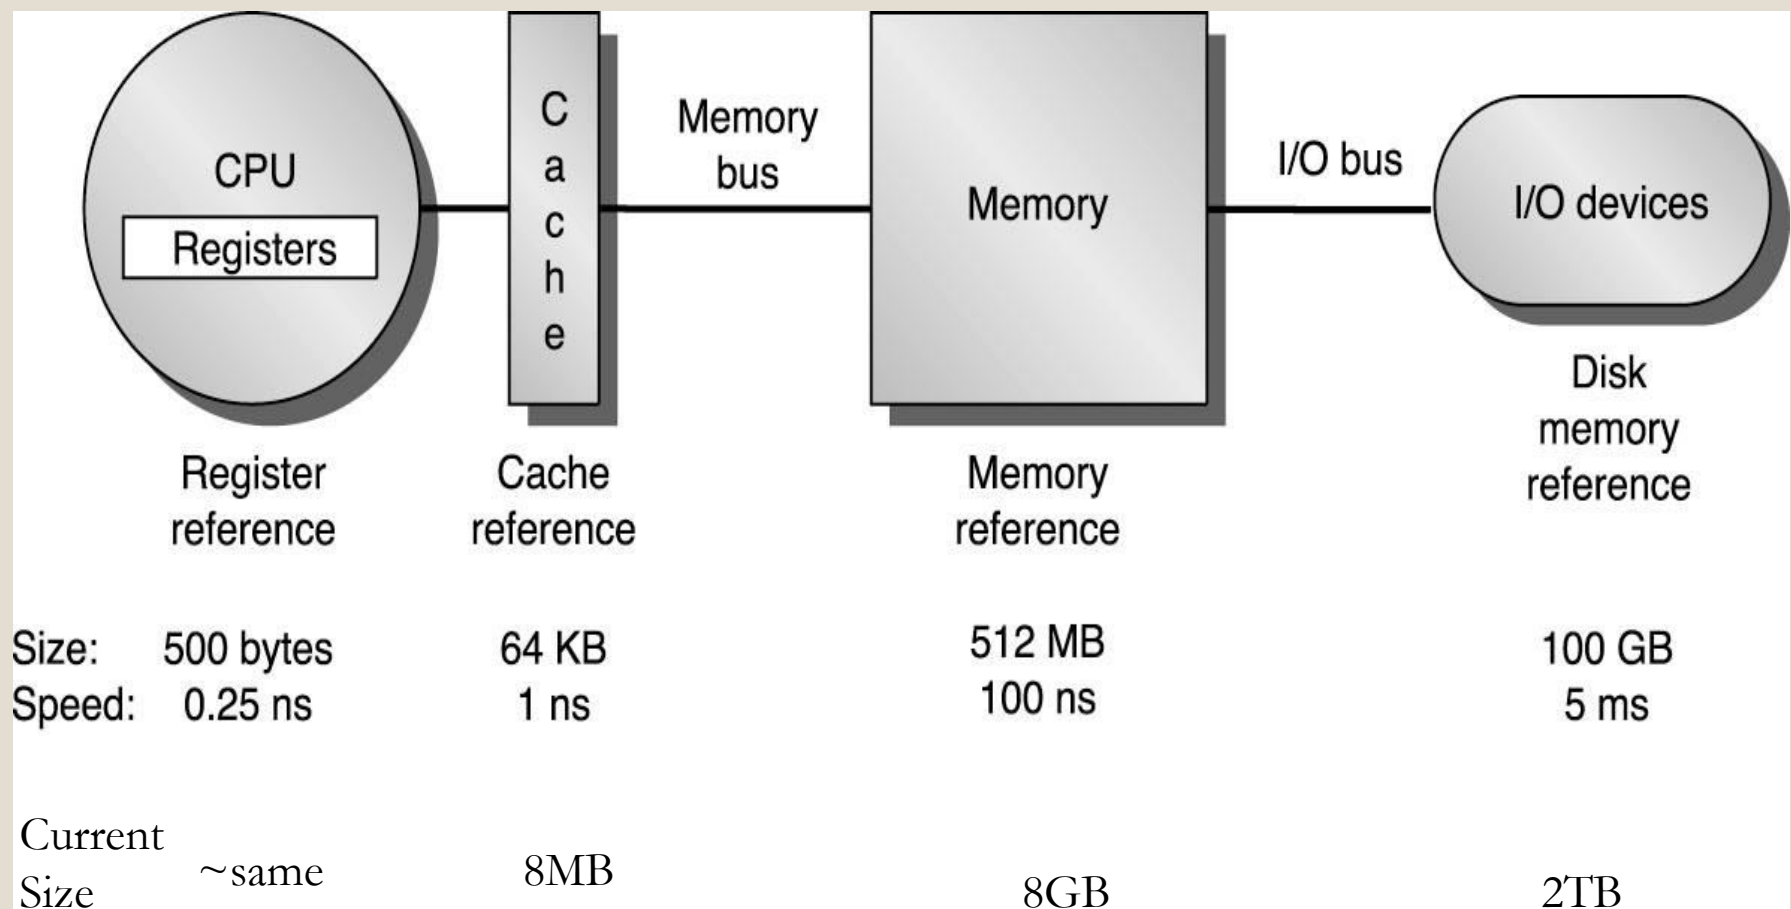 CPU
Registers
C
a
c
h
e
Memory
bus
Memory
I/O bus
I/O devices
Register
reference
Cache
reference
Memory
reference
Disk
memory
reference
Size: 500 bytes 64 KB 512 MB 100 GB
Speed: 0.25 ns 1 ns 100 ns 5 ms
Current
Size ~same 8MB 8GB 2TB